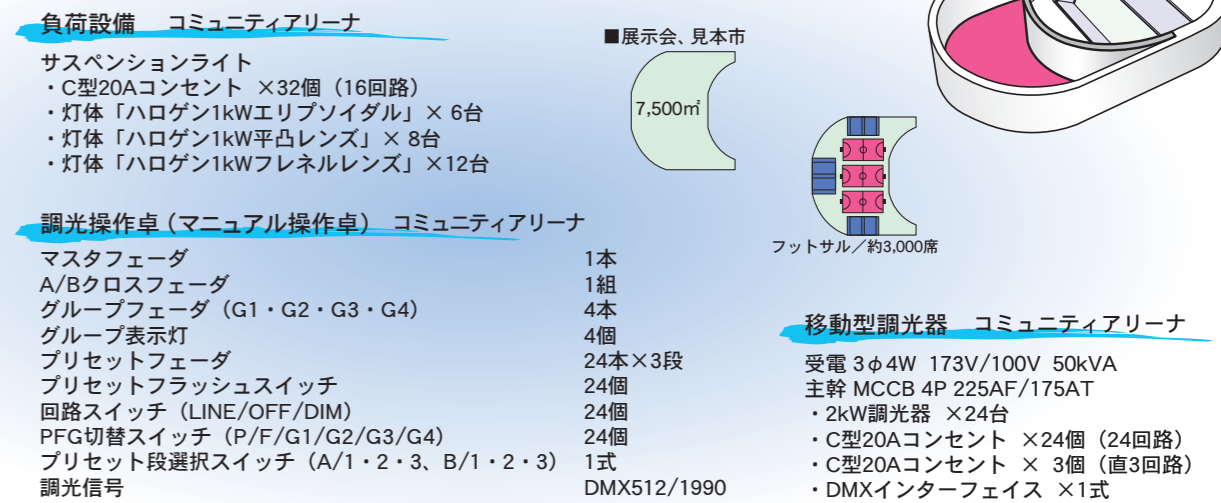 負荷設備 コミュニティアリーナ
サスペンションライト
・C型20Aコンセント ×32個（16回路）
・灯体「ハロゲン1kWエリプソイダル」× 6台
・灯体「ハロゲン1kW平凸レンズ」× 8台
・灯体「ハロゲン1kWフレネルレンズ」×12台
■展示会、見本市
7,500㎡
フットサル／約3,000席
調光操作卓（マニュアル操作卓） コミュニティアリーナ
マスタフェーダ 1本
A/Bクロスフェーダ 1組
グループフェーダ（G1・G2・G3・G4） 4本
グループ表示灯 4個
プリセットフェーダ 24本×3段
プリセットフラッシュスイッチ 24個
回路スイッチ（LINE/OFF/DIM） 24個
PFG切替スイッチ（P/F/G1/G2/G3/G4） 24個
プリセット段選択スイッチ（A/1・2・3、B/1・2・3） 1式
調光信号 DMX512/1990
移動型調光器 コミュニティアリーナ
受電 3φ4W 173V/100V 50kVA
主幹 MCCB 4P 225AF/175AT
・2kW調光器 ×24台
・C型20Aコンセント ×24個（24回路）
・C型20Aコンセント × 3個（直3回路）
・DMXインターフェイス ×1式